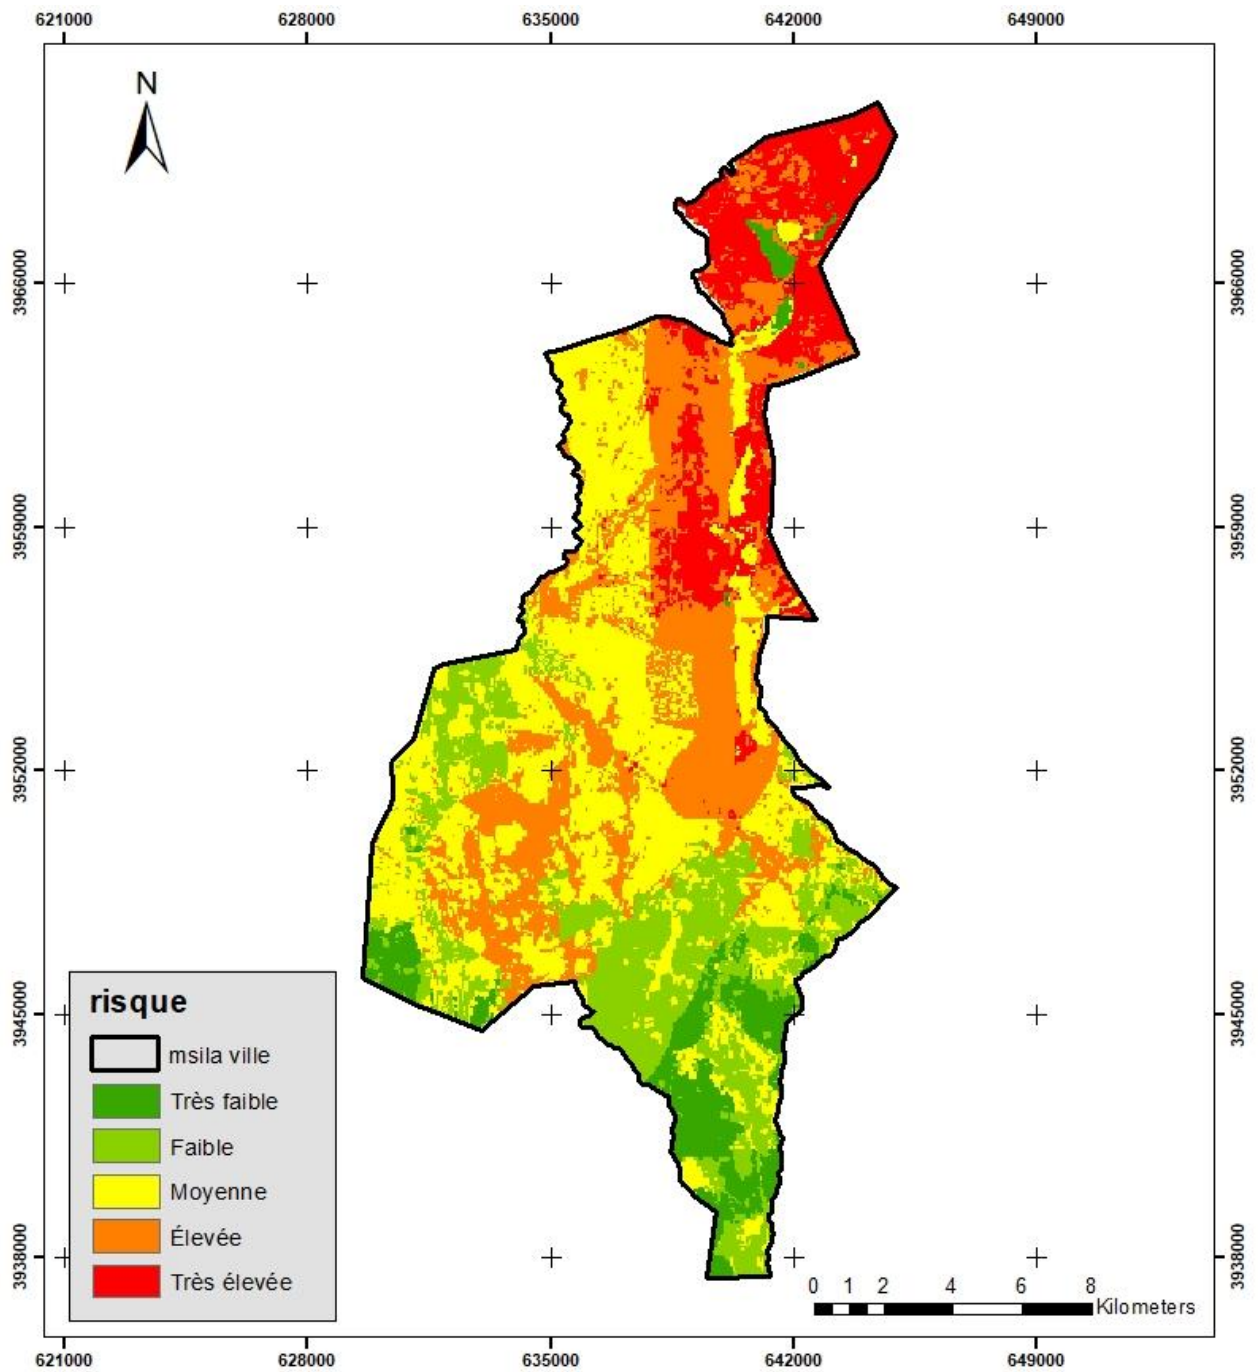 621000 628000 635000 642000 649000
N
3966000 3966000
3959000 3959000
3952000 3952000
3945000 3945000
3938000 3938000
risque
msila ville
Très faible
Faible
Moyenne
Élevée
Très élevée
0 1 2 4 6 8
Kilometers
621000 628000 635000 642000 649000